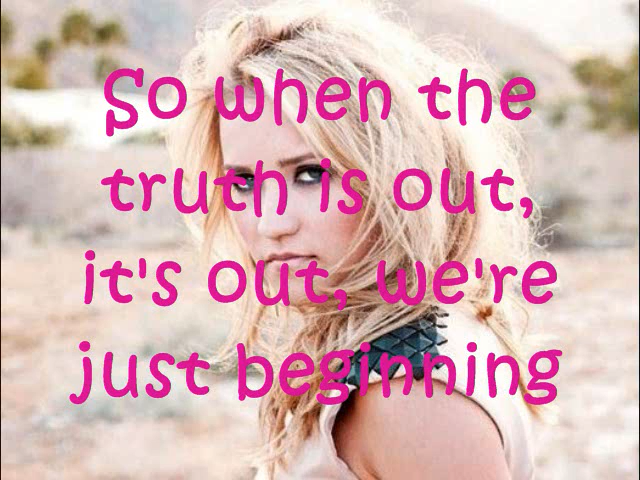 So when the
truth is out,
it's out, we're
just beginning